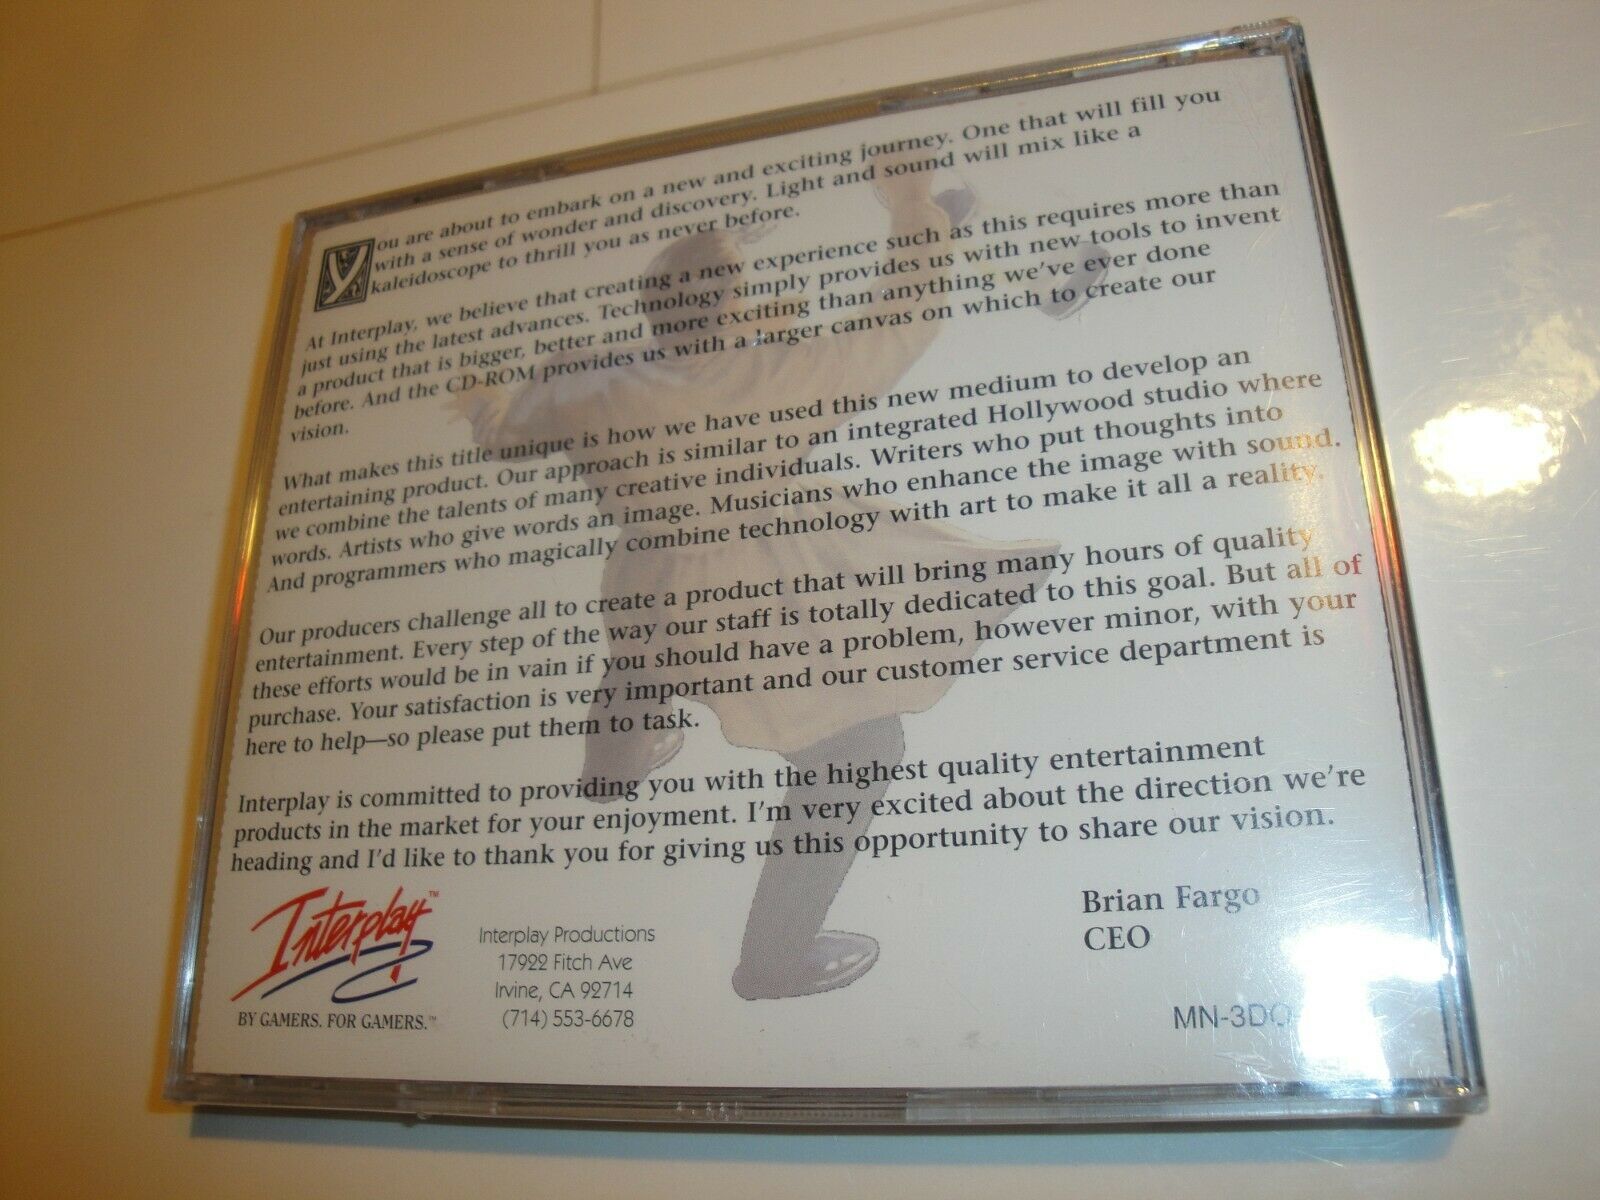 You are about to embark on a new and exciting journey. One that will fill you
with a sense of wonder and discovery. Light and sound will mix like a
kaleidoscope to thrill you as never before.
At Interplay, we believe that creating a new experience such as this requires more than
just using the latest advances. Technology simply provides us with new tools to invent
a product that is bigger, better and more exciting than anything we've ever done
before. And the CD-ROM provides us with a larger canvas on which to create our
vision.
What makes this title unique is how we have used this new medium to develop an
entertaining product. Our approach is similar to an integrated Hollywood studio where
we combine the talents of many creative individuals. Writers who put thoughts into
words. Artists who give words an image. Musicians who enhance the image with sound.
And programmers who magically combine technology with art to make it all a reality.
Our producers challenge all to create a product that will bring many hours of quality
entertainment. Every step of the way our staff is totally dedicated to this goal. But all of
these efforts would be in vain if you should have a problem, however minor, with your
purchase. Your satisfaction is very important and our customer service department is
here to help—so please put them to task.
Interplay is committed to providing you with the highest quality entertainment
products in the market for your enjoyment. I'm very excited about the direction we're
heading and I'd like to thank you for giving us this opportunity to share our vision.
Brian Fargo
CEO
Interplay™
BY GAMERS. FOR GAMERS.™
Interplay Productions
17922 Fitch Ave
Irvine, CA 92714
(714) 553-6678